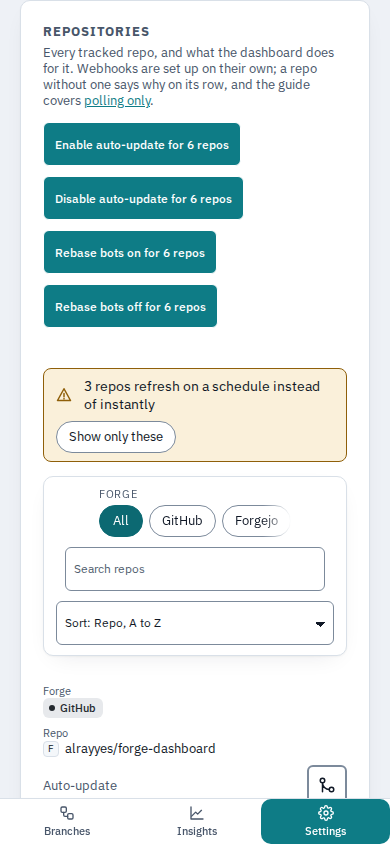 REPOSITORIES
Every tracked repo, and what the dashboard does
for it. Webhooks are set up on their own; a repo
without one says why on its row, and the guide
covers polling only.
Enable auto-update for 6 repos
Disable auto-update for 6 repos
Rebase bots on for 6 repos
Rebase bots off for 6 repos
3 repos refresh on a schedule instead
of instantly
Show only these
FORGE
All GitHub Forgejo
Search repos
Sort: Repo, A to Z
Forge
GitHub
Repo
F alrayyes/forge-dashboard
Auto-update
Branches Insights Settings